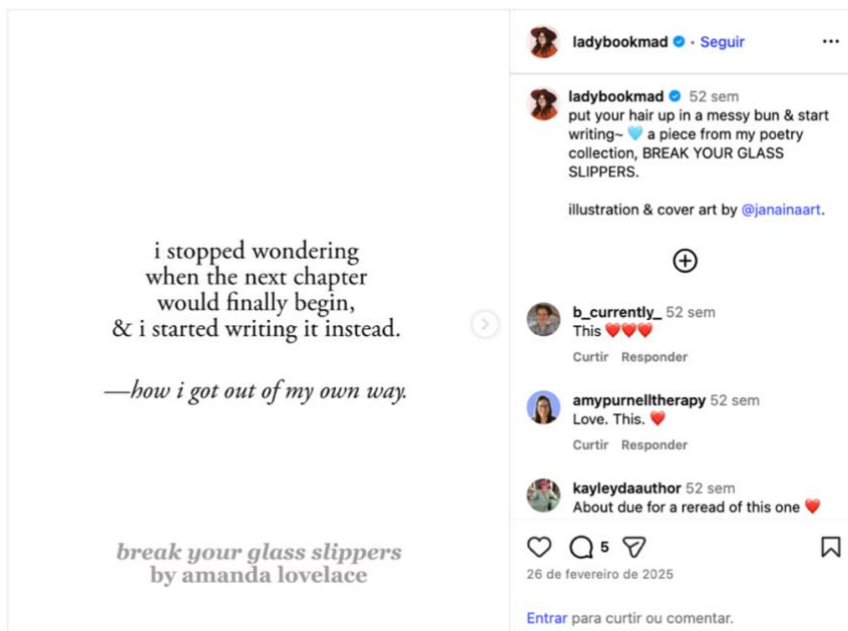 i stopped wondering
when the next chapter
would finally begin,
& i started writing it instead.
—how i got out of my own way.
break your glass slippers
by amanda lovelace
ladybookmad • Seguir
ladybookmad 52 sem
put your hair up in a messy bun & start
writing~ 🩵 a piece from my poetry
collection, BREAK YOUR GLASS
SLIPPERS.
illustration & cover art by @janainaart.
b_currently_ 52 sem
This ❤️❤️❤️
Curtir Responder
amypurnelltherapy 52 sem
Love. This. ❤️
Curtir Responder
kayleydaauthor 52 sem
About due for a reread of this one ❤️
5
26 de fevereiro de 2025
Entrar para curtir ou comentar.